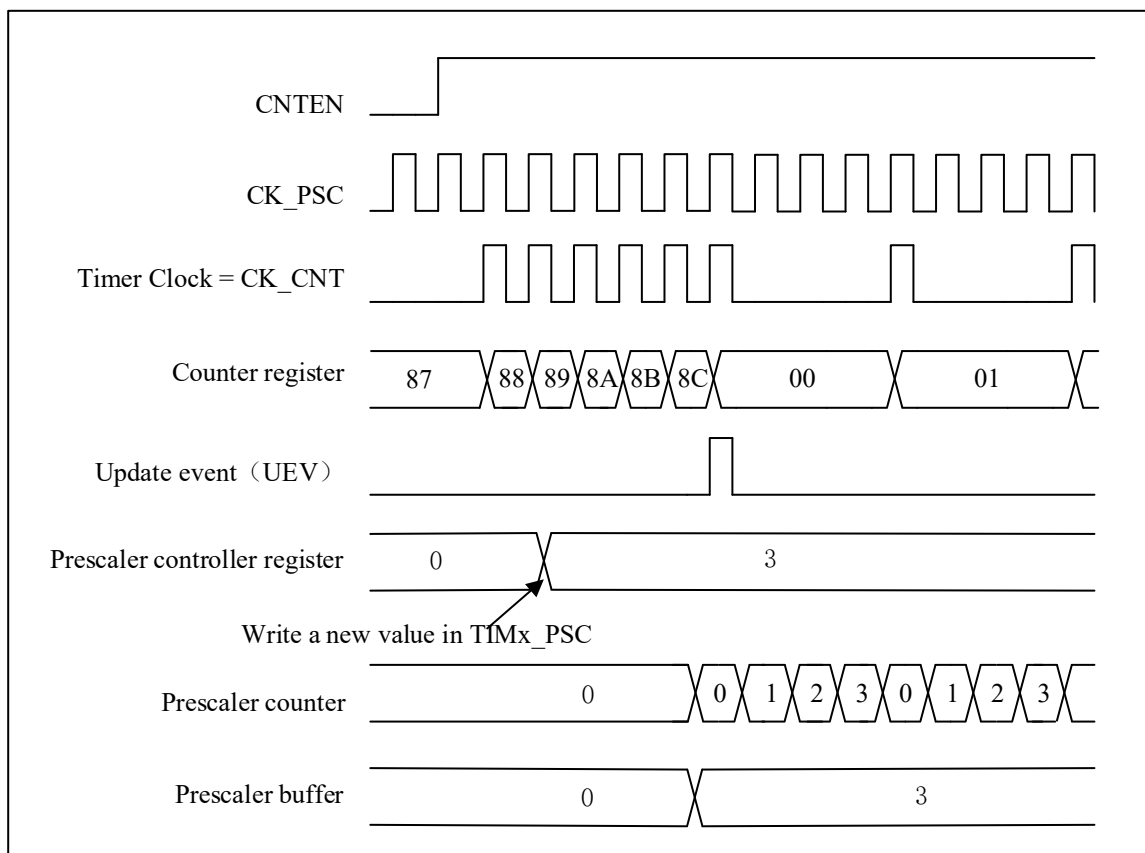 CNTEN
CK_PSC
Timer Clock = CK_CNT
Counter register
87 88 89 8A 8B 8C 00 01
Update event（UEV）
Prescaler controller register
0 3
Write a new value in TIMx_PSC
Prescaler counter
0 0 1 2 3 0 1 2 3
Prescaler buffer
0 3